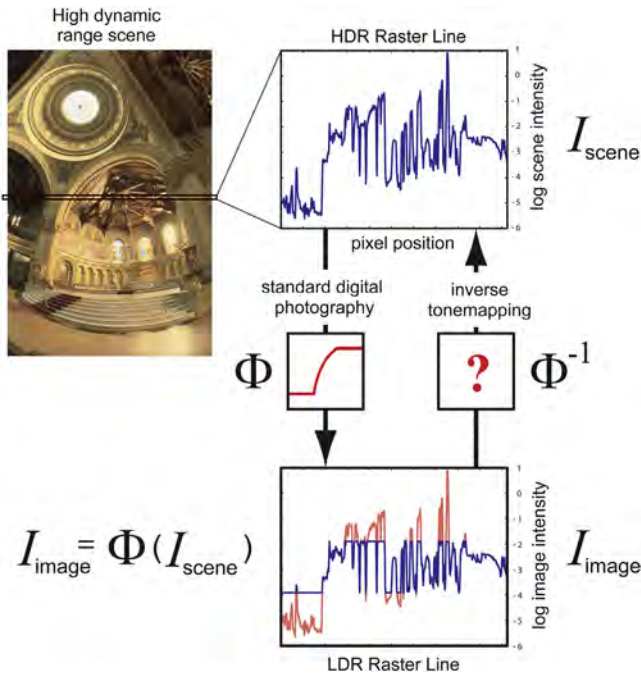 High dynamic
range scene
HDR Raster Line
1
0
-1
-2
-3
-4
-5
-6
log scene intensity
I scene
pixel position
standard digital
photography
inverse
tonemapping
Φ
?
Φ-1
I image = Φ(I scene)
1
0
-1
-2
-3
-4
-5
-6
log image intensity
I image
LDR Raster Line